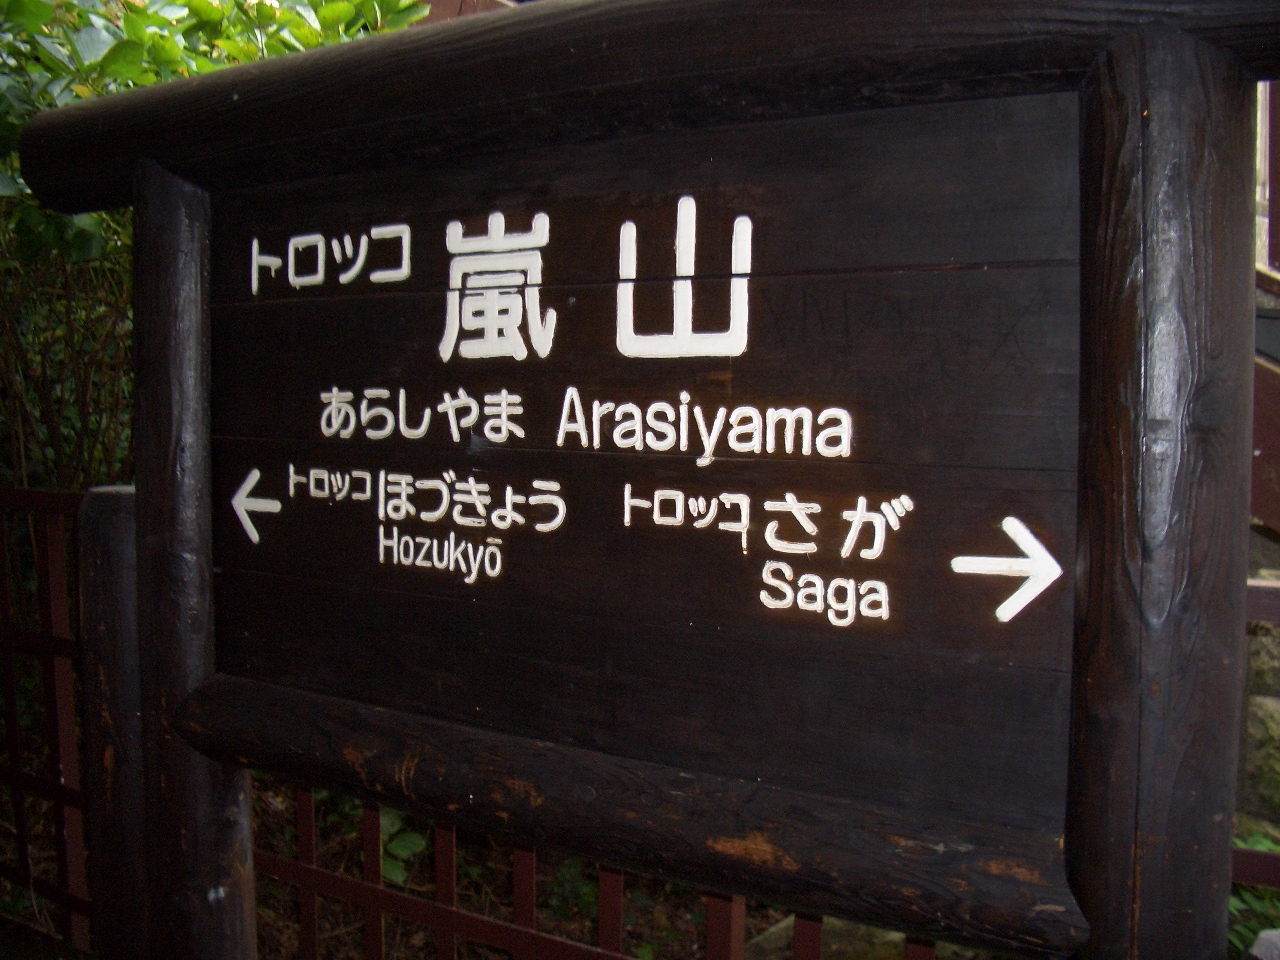 トロッコ 嵐山
あらしやま Arasiyama
← トロッコ ほづきょう トロッコ さが →
Hozukyō Saga